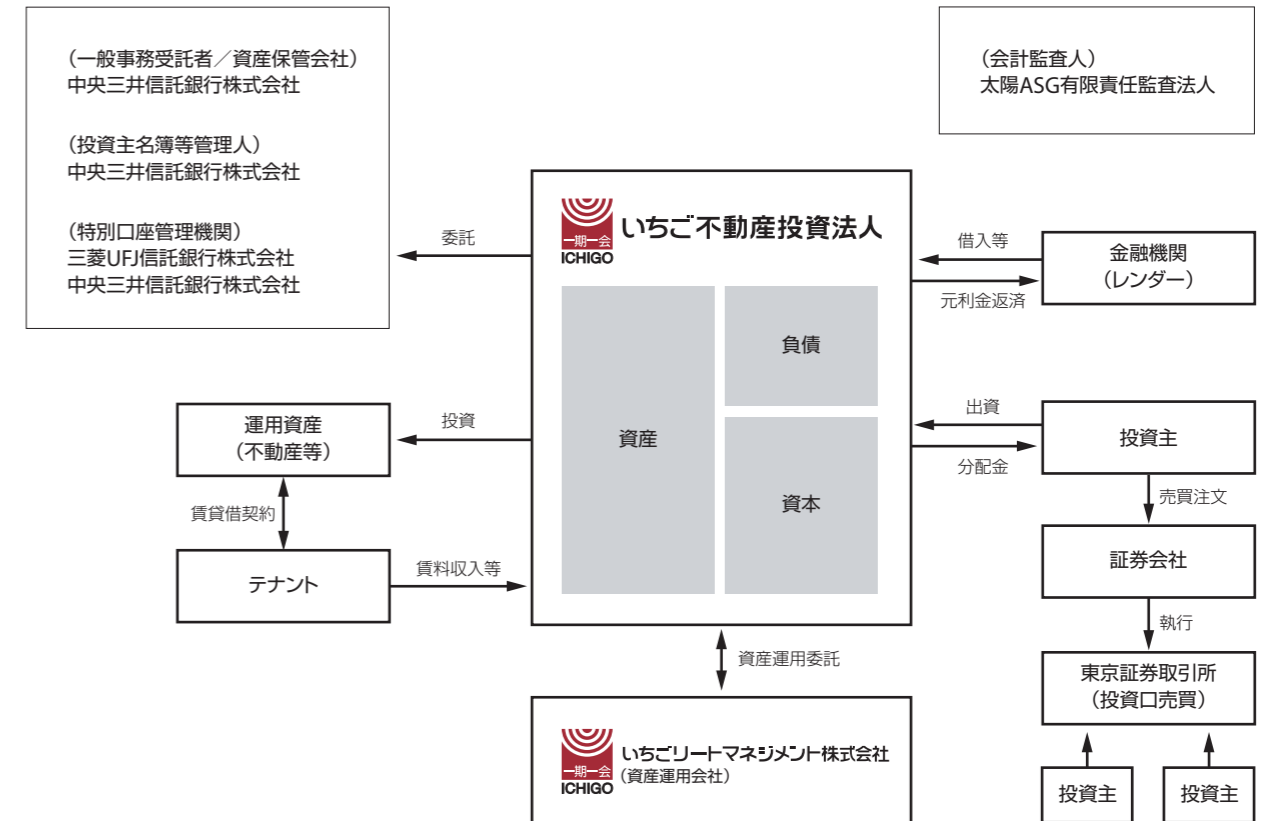 （一般事務受託者／資産保管会社）
中央三井信託銀行株式会社
（投資主名簿等管理人）
中央三井信託銀行株式会社
（特別口座管理機関）
三菱UFJ信託銀行株式会社
中央三井信託銀行株式会社
（会計監査人）
太陽ASG有限責任監査法人
一期一会
ICHIGO
いちご不動産投資法人
委託
借入等
元利金返済
金融機関
（レンダー）
資産
負債
資本
運用資産
（不動産等）
投資
賃貸借契約
テナント
賃料収入等
出資
分配金
投資主
売買注文
証券会社
執行
東京証券取引所
（投資口売買）
投資主
投資主
資産運用委託
一期一会
ICHIGO
いちごリートマネジメント株式会社
（資産運用会社）